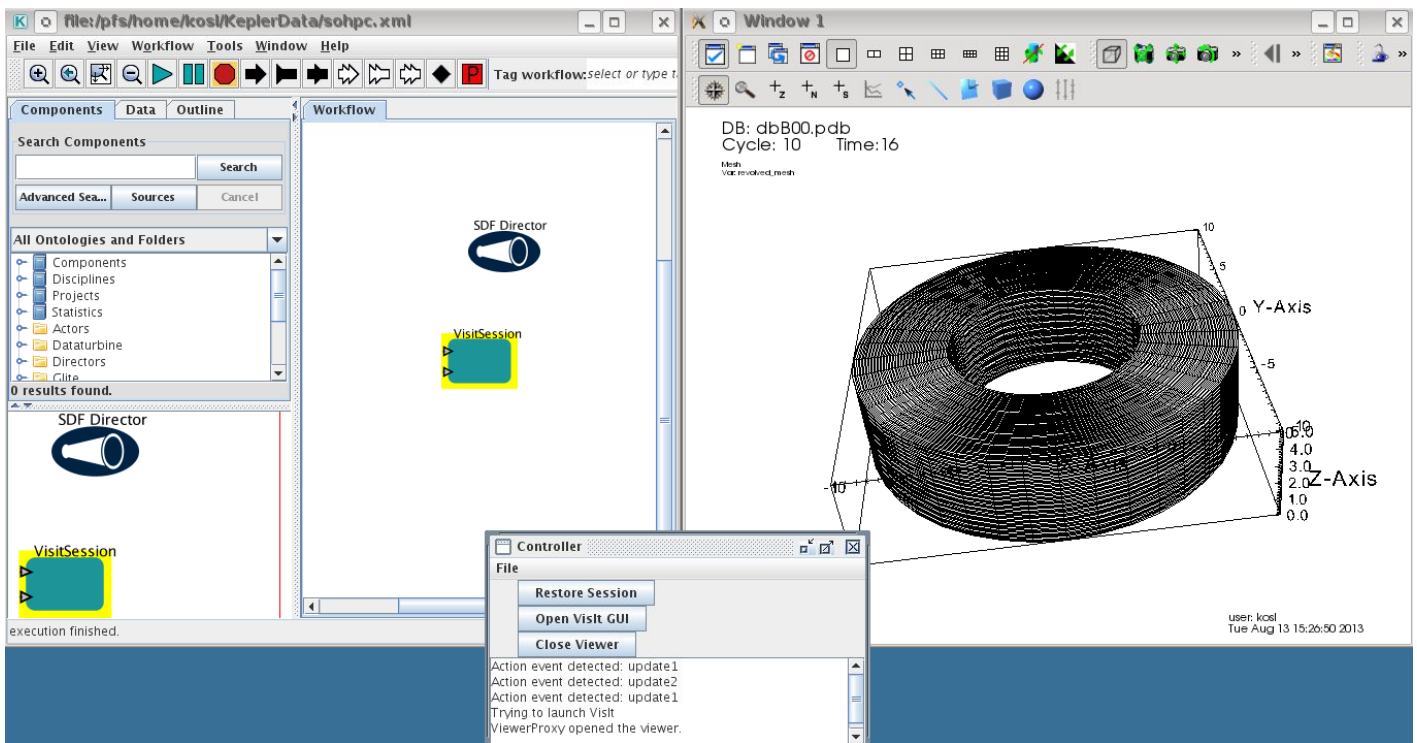 file:/pfs/home/kosl/KeplerData/sohpc.xml
File Edit View Workflow Tools Window Help
Tag workflow: select or type t
Components Data Outline
Search Components
Search
Advanced Sea... Sources Cancel
All Ontologies and Folders
Components
Disciplines
Projects
Statistics
Actors
Dataturbine
Directors
Glite
0 results found.
SDF Director
VisitSession
execution finished.
Workflow
SDF Director
VisitSession
Window 1
DB: dbB00.pdb
Cycle: 10 Time:16
Mesh
Var: revolved_mesh
10
5
0 Y-Axis
-5
-10
5.0
4.0
3.0
2.0 Z-Axis
1.0
0.0
user: kosl
Tue Aug 13 15:26:50 2013
Controller
File
Restore Session
Open VisIt GUI
Close Viewer
Action event detected: update1
Action event detected: update2
Action event detected: update1
Trying to launch VisIt
ViewerProxy opened the viewer.